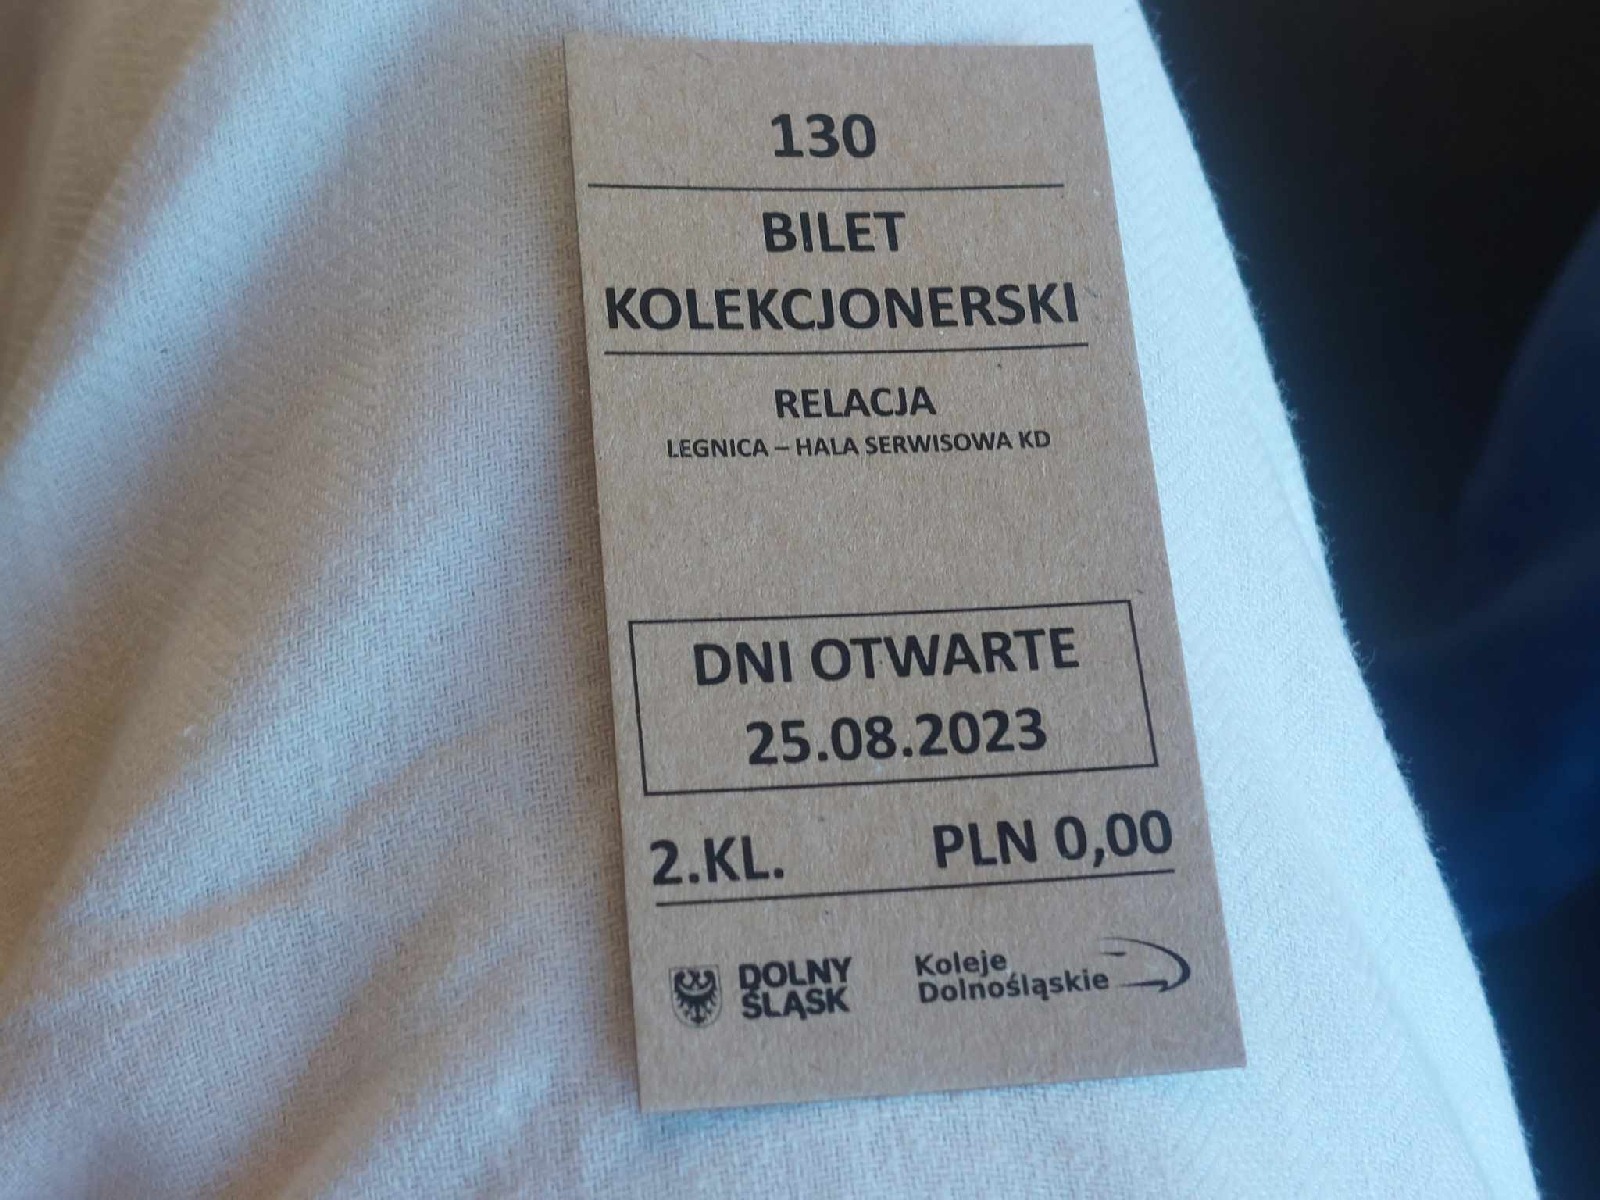 130
BILET
KOLEKCJONERSKI
RELACJA
LEGNICA – HALA SERWISOWA KD
DNI OTWARTE
25.08.2023
2.KL. PLN 0,00
DOLNY
ŚLĄSK
Koleje
Dolnośląskie